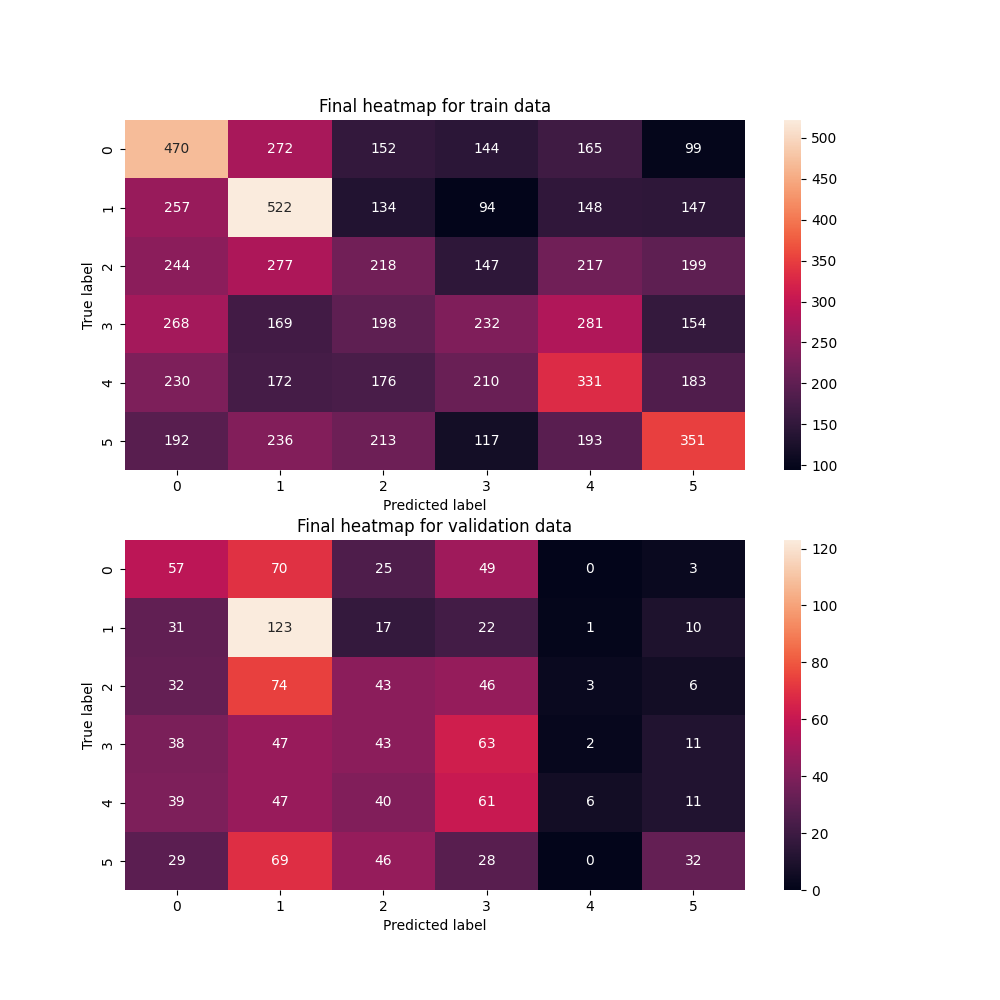 Final heatmap for train data
0 470 272 152 144 165 99
1 257 522 134 94 148 147
2 244 277 218 147 217 199
3 268 169 198 232 281 154
4 230 172 176 210 331 183
5 192 236 213 117 193 351
True label
0 1 2 3 4 5
Predicted label
500
450
400
350
300
250
200
150
100
Final heatmap for validation data
0 57 70 25 49 0 3
1 31 123 17 22 1 10
2 32 74 43 46 3 6
3 38 47 43 63 2 11
4 39 47 40 61 6 11
5 29 69 46 28 0 32
True label
0 1 2 3 4 5
Predicted label
120
100
80
60
40
20
0